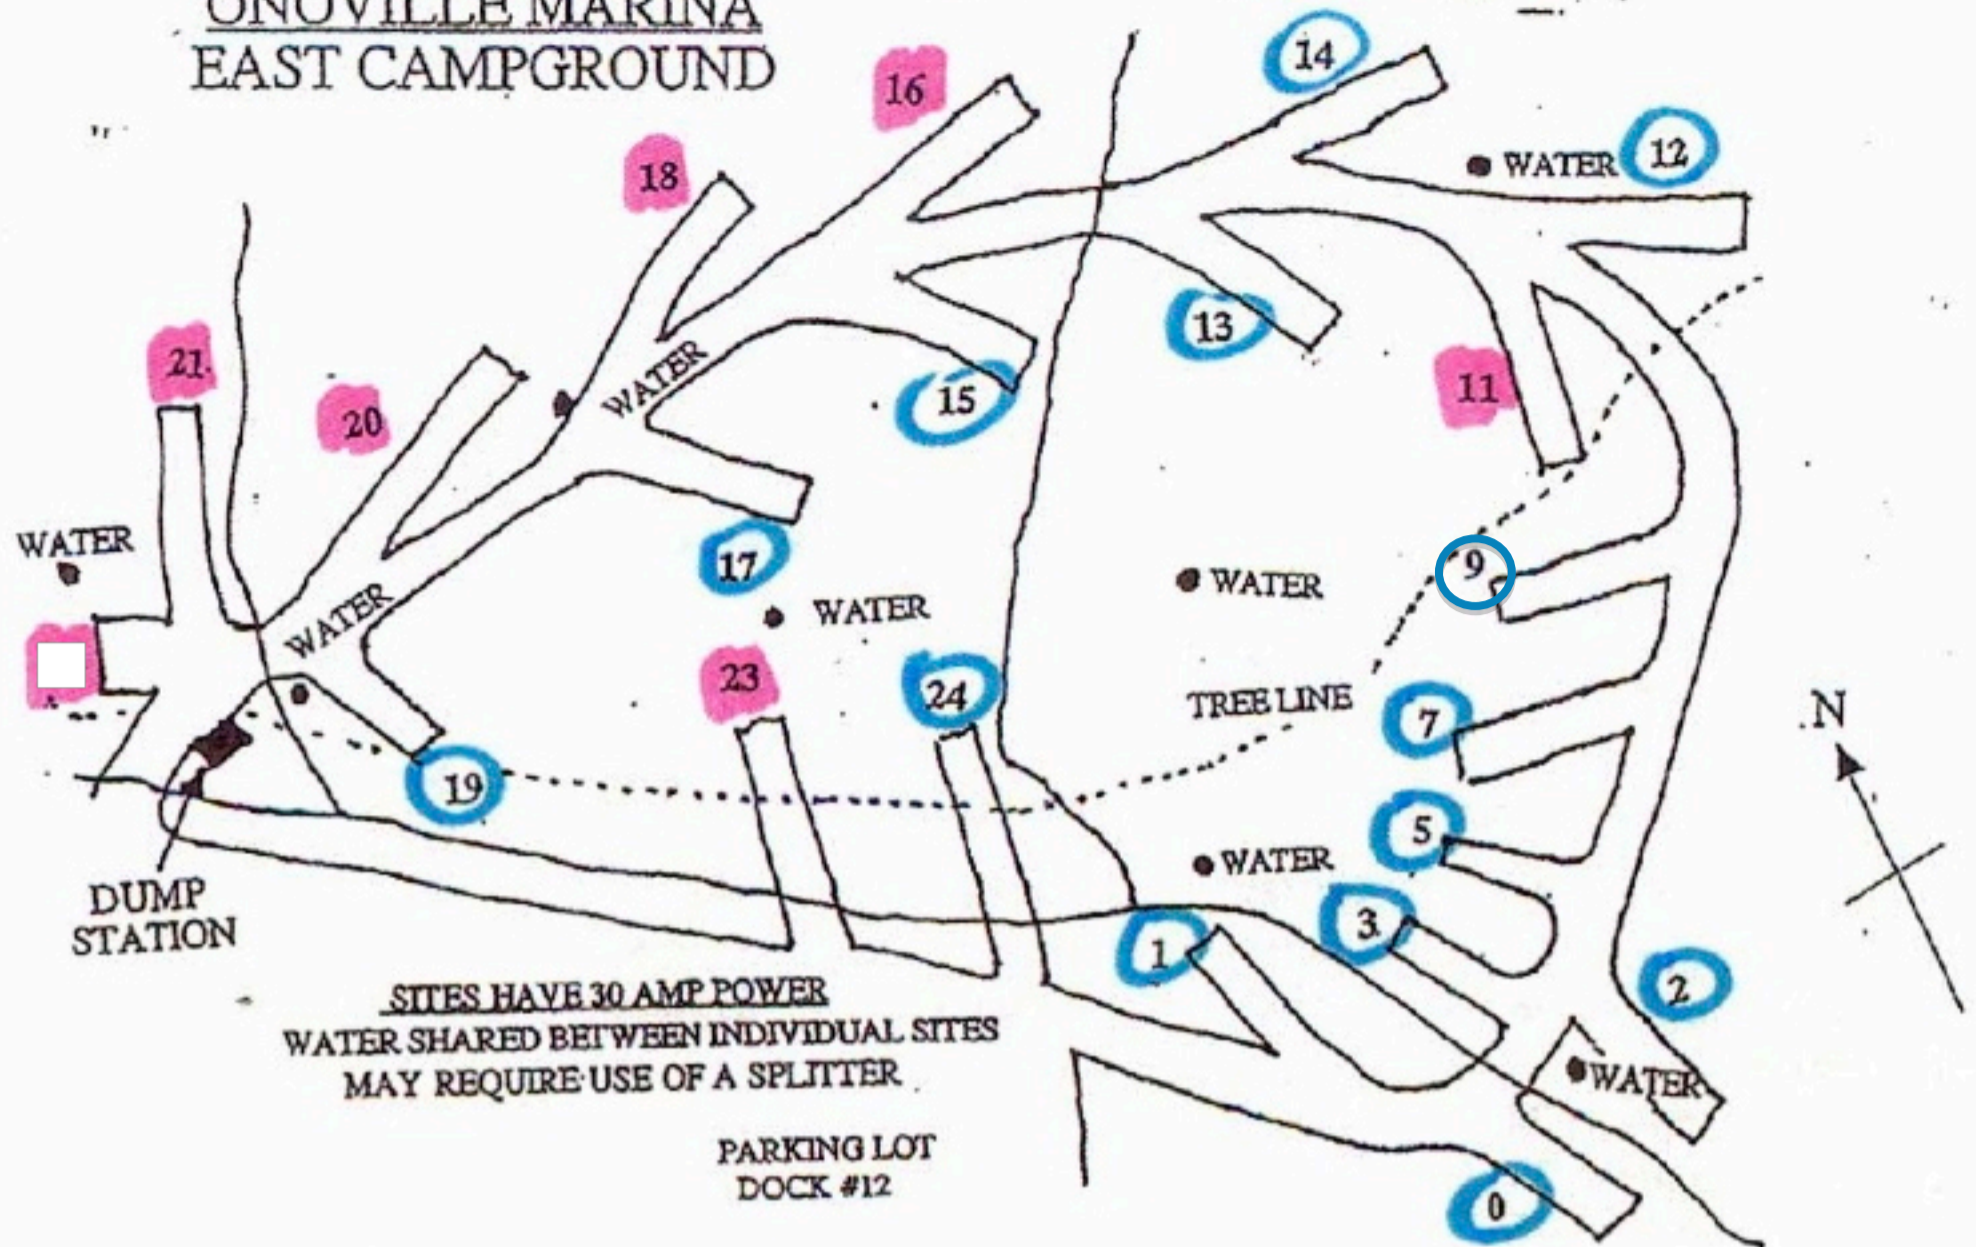 ONOVILLE MARINA
EAST CAMPGROUND
14
16
12
WATER
18
13
21
WATER
11
15
20
WATER
17
9
WATER
WATER
WATER
23
24
TREE LINE
7
N
19
5
WATER
DUMP
STATION
3
1
2
SITES HAVE 30 AMP POWER
WATER SHARED BETWEEN INDIVIDUAL SITES
MAY REQUIRE USE OF A SPLITTER
WATER
PARKING LOT
DOCK #12
0